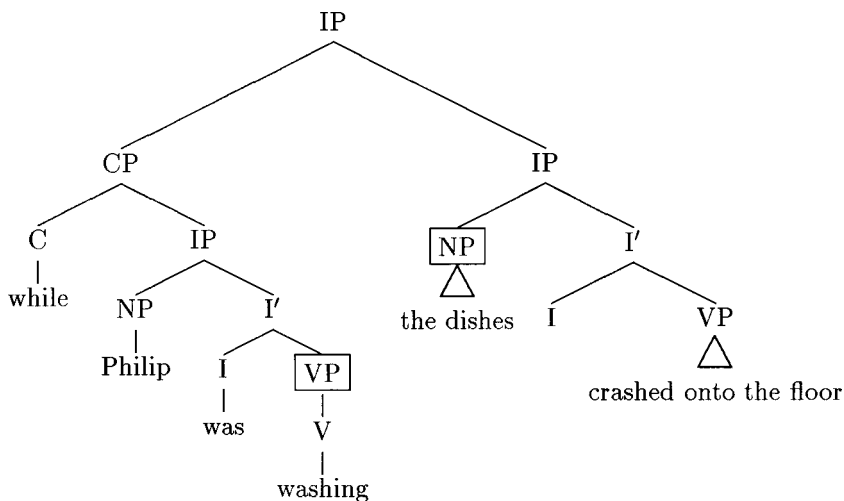 IP
CP IP
C IP NP I′
while NP I′ the dishes I VP
Philip I VP crashed onto the floor
was V
washing